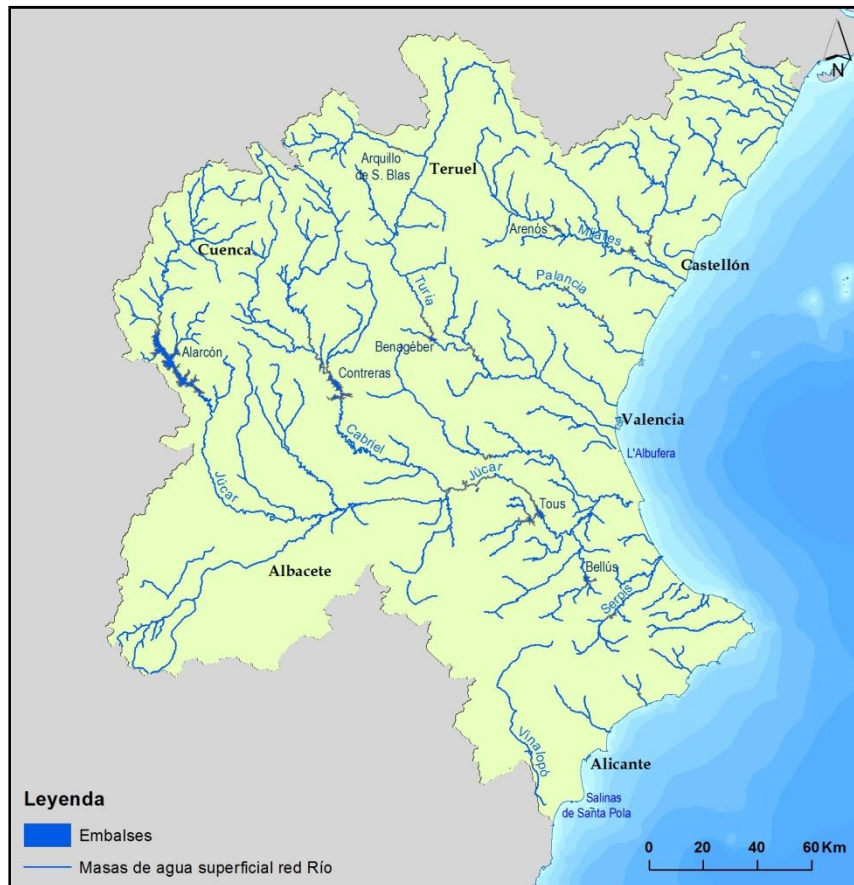 N
Arquillo
de S. Blas
Teruel
Arenós
Mijares
Cuenca
Castellón
Palancia
Turia
Alarcón
Benagéber
Contreras
Valencia
Cabriel
L'Albufera
Júcar
Júcar
Tous
Albacete
Bellús
Serpis
Vinalopó
Alicante
Salinas
de Santa Pola
Leyenda
Embalses
Masas de agua superficial red Río
0 20 40 60 Km